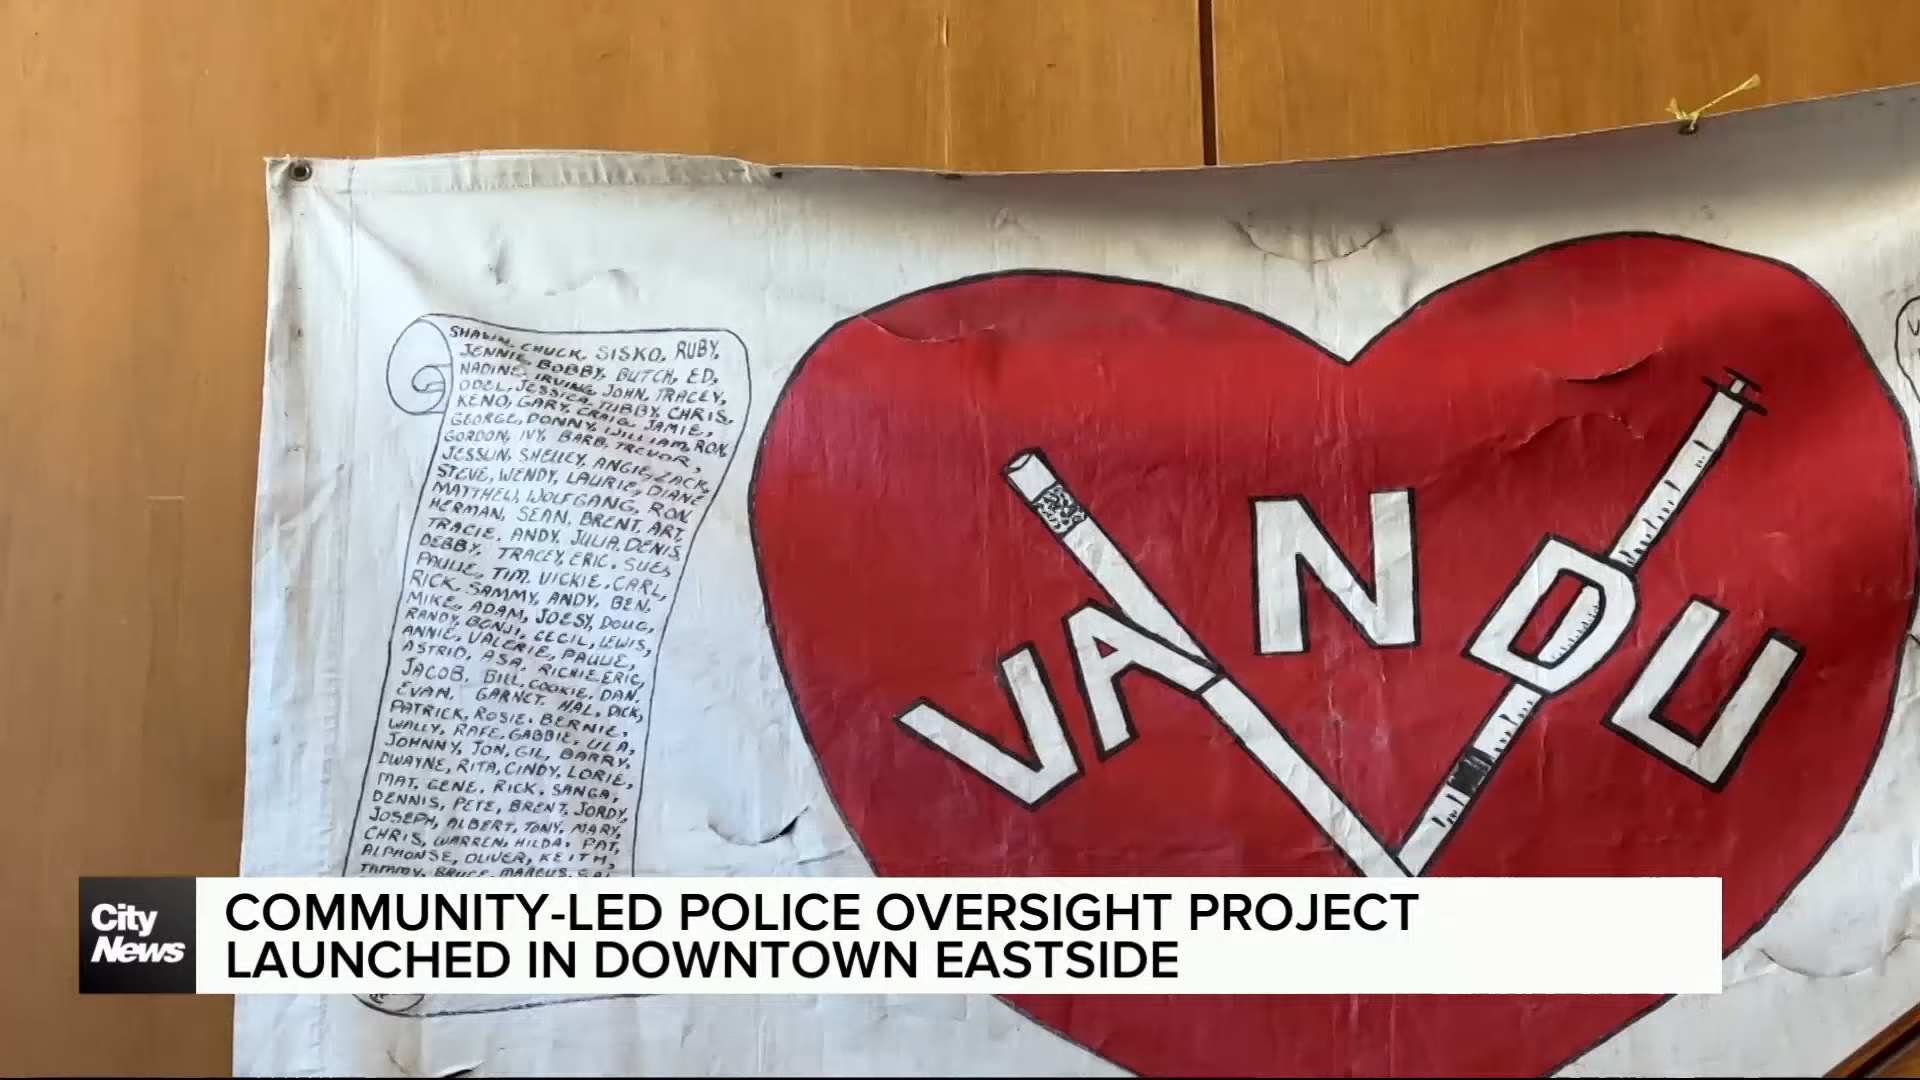 SHAWN, CHUCK, SISKO, RUBY,
JENNIE, BOBBY, BUTCH, ED,
NADINE, IRVING, JOHN, TRACEY,
ODEL, JESSICA, TUBBY, CHRIS,
KENO, GARY, CRAIG, JAMIE,
GEORGE, DONNY, WILLIAM, RON,
GORDON, IVY, BARB, TREVOR,
JESSLIN, SHELLEY, ANGIE, ZACK,
STEVE, WENDY, LAURIE, DIANE
MATTHEW, WOLFGANG, RON,
HERMAN, SEAN, BRENT, ART,
TRACIE, ANDY, JULIA, DENIS,
DEBBY, TRACEY, ERIC, SUE,
PAULIE, TIM, VICKIE, CARL,
RICK, SAMMY, ANDY, BEN,
MIKE, ADAM, JOESY, DOUG,
RANDY, BENJI, CECIL, LEWIS,
ANNIE, VALERIE, PAULIE,
ASTRID, ASA, RICHIE, ERIC,
JACOB, BILL, COOKIE, DAN,
EVAN, GARNET, HAL, DICK,
PATRICK, ROSIE, BERNIE,
WALLY, RAFE, GABBIE, ULA,
JOHNNY, JON, GIL, BARRY,
DWAYNE, RITA, CINDY, LORIE,
MAT, GENE, RICK, SANGA,
DENNIS, PETE, BRENT, JORDY,
JOSEPH, ALBERT, TONY, MARY,
CHRIS, WARREN, HILDA, PAT,
ALPHONSE, OLIVER, KEITH,
TAMMY, BRUCE, MARCUS,
VANDU
City
News
COMMUNITY-LED POLICE OVERSIGHT PROJECT
LAUNCHED IN DOWNTOWN EASTSIDE